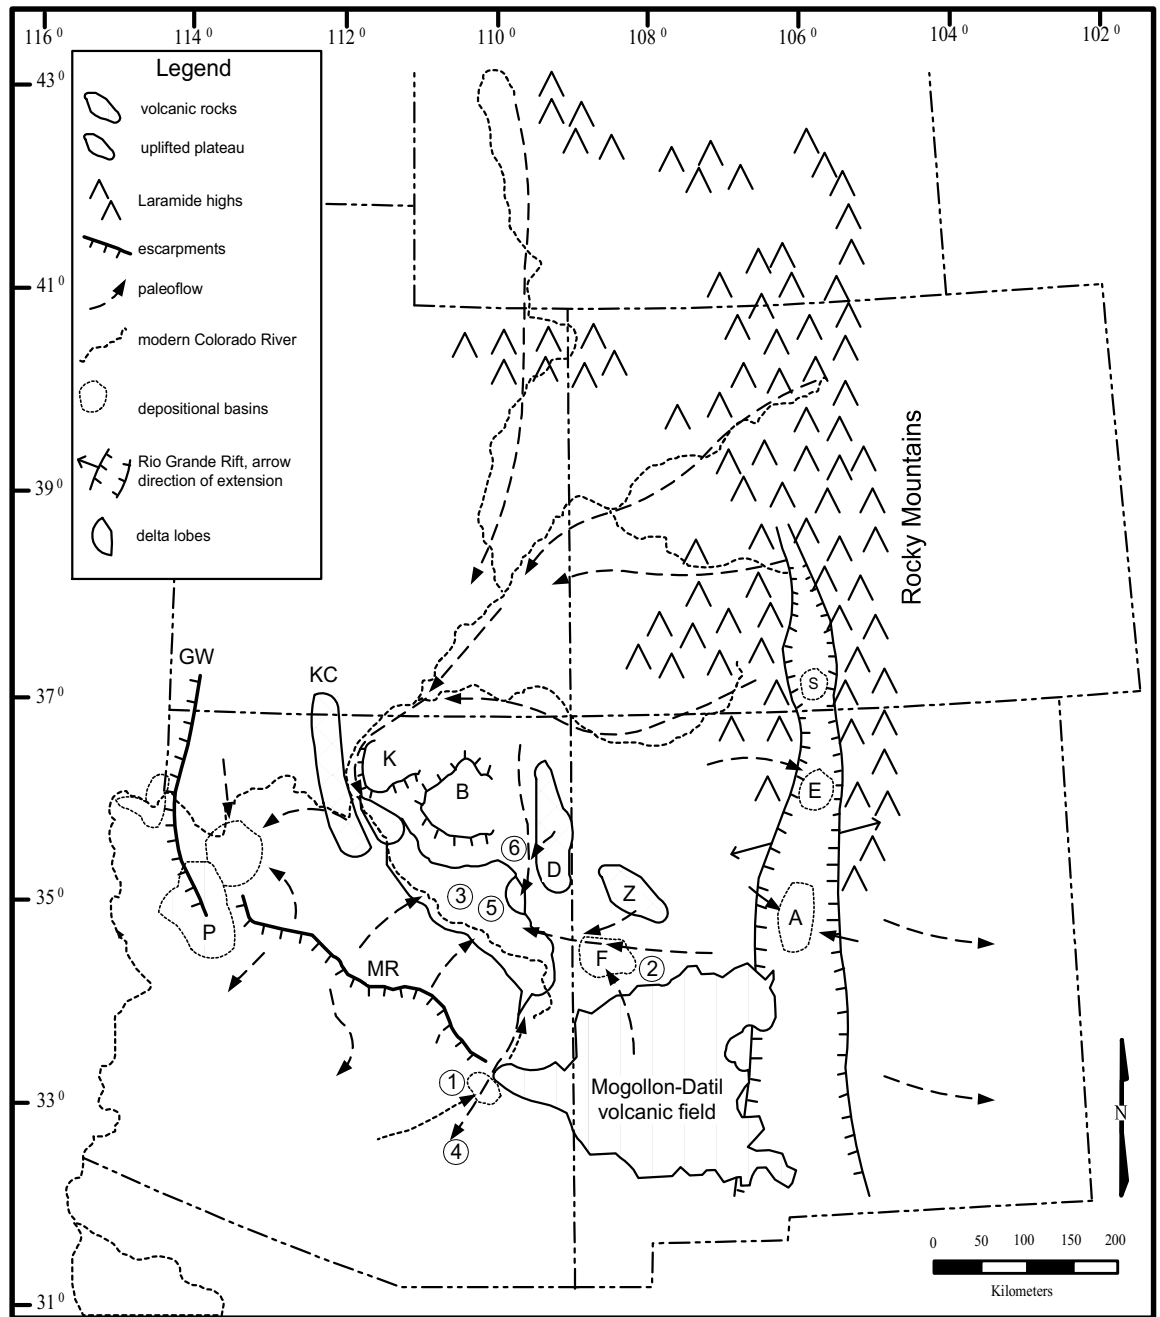 116⁰ 114⁰ 112⁰ 110⁰ 108⁰ 106⁰ 104⁰ 102⁰
43⁰
41⁰
39⁰
37⁰
35⁰
33⁰
31⁰
Legend
volcanic rocks
uplifted plateau
Laramide highs
escarpments
paleoflow
modern Colorado River
depositional basins
Rio Grande Rift, arrow
direction of extension
delta lobes
Rocky Mountains
GW
KC
S
K
B
E
6
D
Z
3
5
A
P
F
2
MR
1
Mogollon-Datil
volcanic field
4
N
0 50 100 150 200
Kilometers